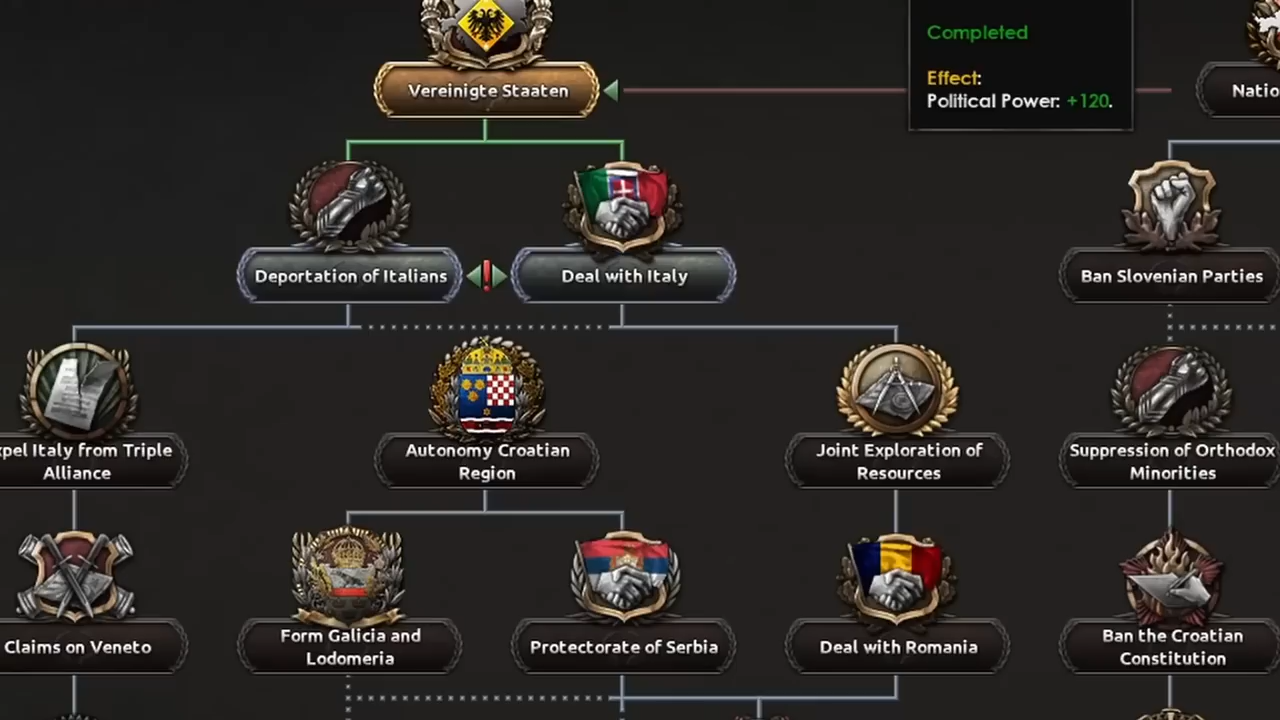 Completed
Effect:
Political Power: +120.
Vereinigte Staaten
Natio
Deportation of Italians
Deal with Italy
Ban Slovenian Parties
xpel Italy from Triple
Alliance
Autonomy Croatian
Region
Joint Exploration of
Resources
Suppression of Orthodox
Minorities
Claims on Veneto
Form Galicia and
Lodomeria
Protectorate of Serbia
Deal with Romania
Ban the Croatian
Constitution